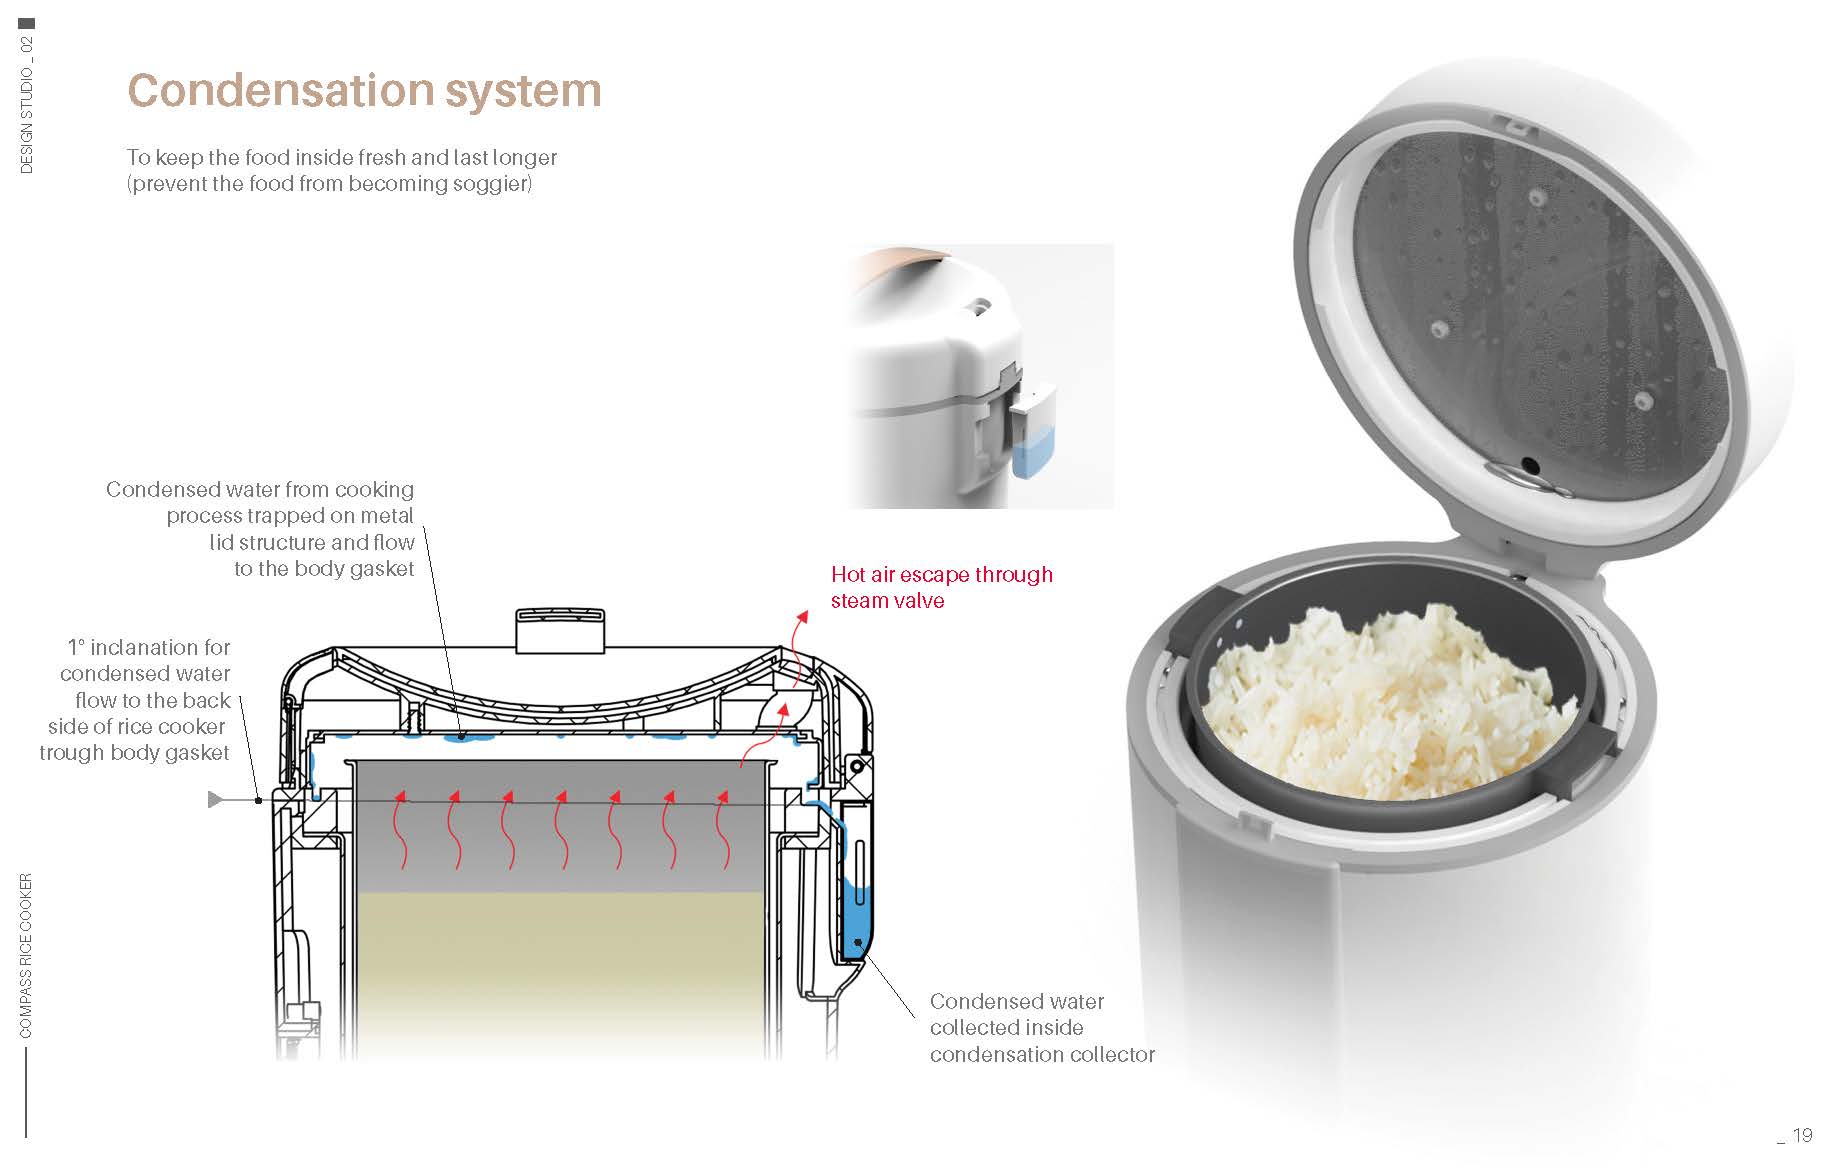 DESIGN STUDIO _ 02
Condensation system
To keep the food inside fresh and last longer
(prevent the food from becoming soggier)
Condensed water from cooking
process trapped on metal
lid structure and flow
to the body gasket
Hot air escape through
steam valve
1° inclanation for
condensed water
flow to the back
side of rice cooker
trough body gasket
Condensed water
collected inside
condensation collector
COMPASS RICE COOKER
_ 19